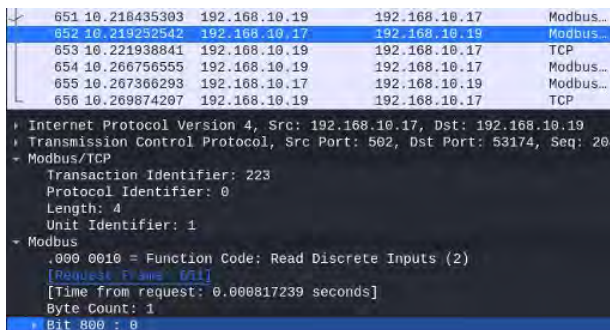 651 10.218435303 192.168.10.19 192.168.10.17 Modbus…
652 10.219252542 192.168.10.17 192.168.10.19 Modbus…
653 10.221938841 192.168.10.19 192.168.10.17 TCP
654 10.266756555 192.168.10.19 192.168.10.17 Modbus…
655 10.267366293 192.168.10.17 192.168.10.19 Modbus…
656 10.269874207 192.168.10.19 192.168.10.17 TCP
Internet Protocol Version 4, Src: 192.168.10.17, Dst: 192.168.10.19
Transmission Control Protocol, Src Port: 502, Dst Port: 53174, Seq: 20
Modbus/TCP
Transaction Identifier: 223
Protocol Identifier: 0
Length: 4
Unit Identifier: 1
Modbus
.000 0010 = Function Code: Read Discrete Inputs (2)
[Request Frame: 651]
[Time from request: 0.000817239 seconds]
Byte Count: 1
Bit 800 : 0